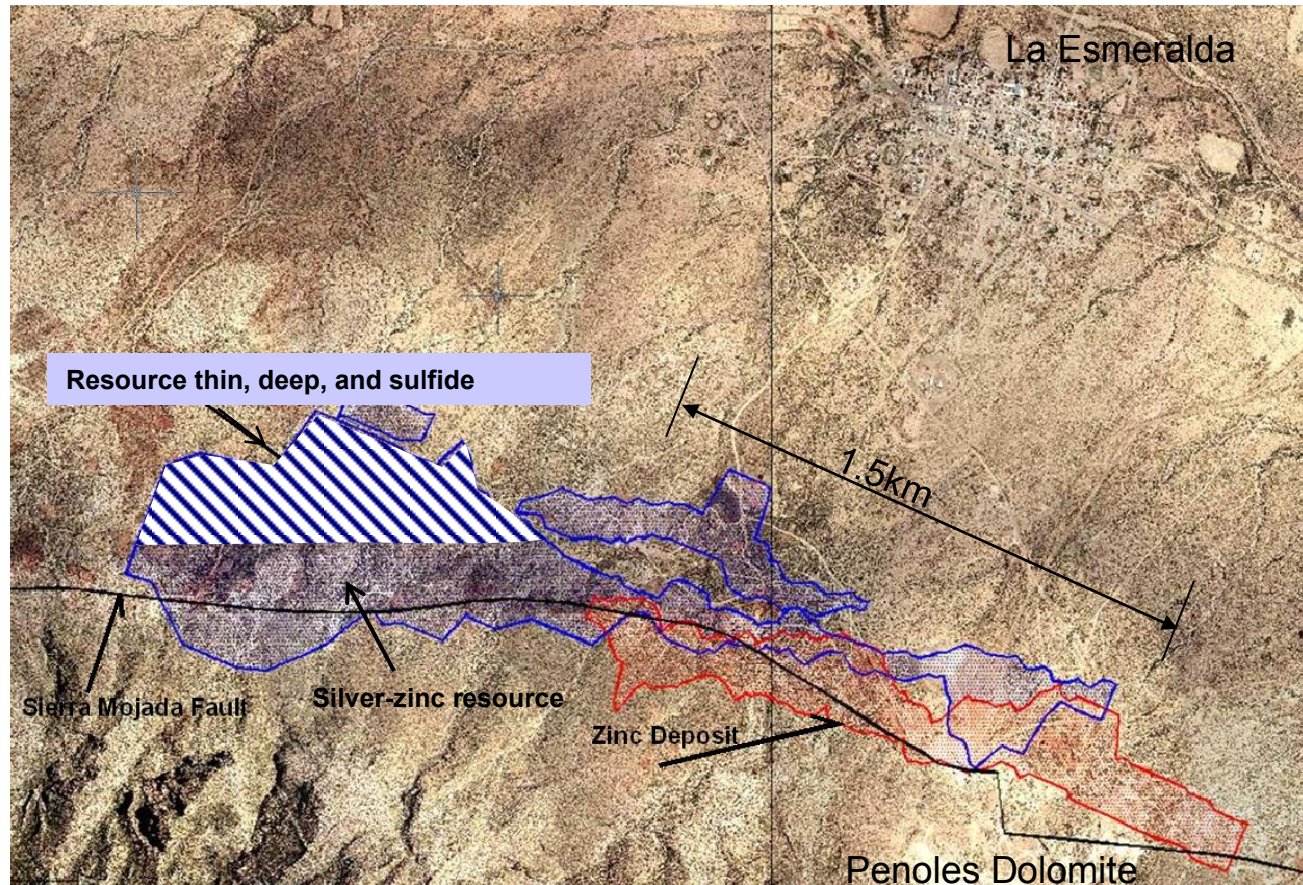 La Esmeralda
Resource thin, deep, and sulfide
1.5km
Sierra Mojada Fault
Silver-zinc resource
Zinc Deposit
Penoles Dolomite